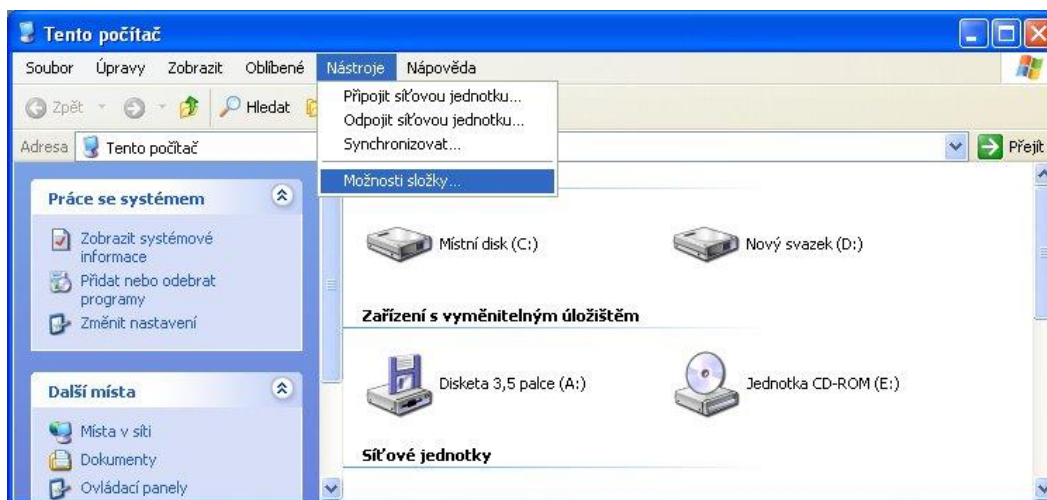 Tento počítač
Soubor Úpravy Zobrazit Oblíbené Nástroje Nápověda
Zpět Hledat
Připojit síťovou jednotku...
Odpojit síťovou jednotku...
Synchronizovat...
Možnosti složky...
Adresa Tento počítač Přejít
Práce se systémem
Zobrazit systémové
informace
Přidat nebo odebrat
programy
Změnit nastavení
Další místa
Místa v síti
Dokumenty
Ovládací panely
Místní disk (C:) Nový svazek (D:)
Zařízení s vyměnitelným úložištěm
Disketa 3,5 palce (A:) Jednotka CD-ROM (E:)
Síťové jednotky